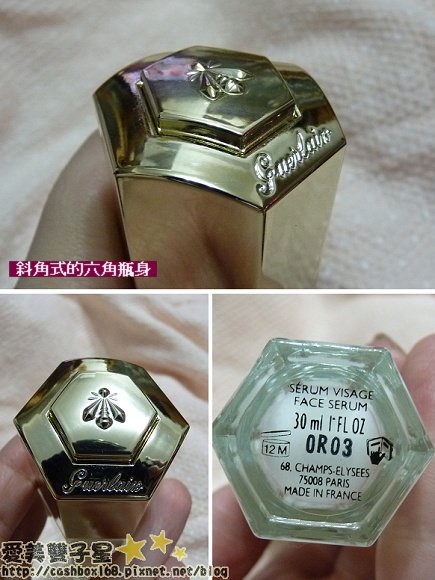 Guerlain
斜角式的六角瓶身
Guerlain
SÉRUM VISAGE
FACE SERUM
30 ml 1 FL OZ
0R03
12 M
68, CHAMPS-ELYSEES
75008 PARIS
MADE IN FRANCE
愛美雙子星
http://cashbox168.pixnet.net/blog